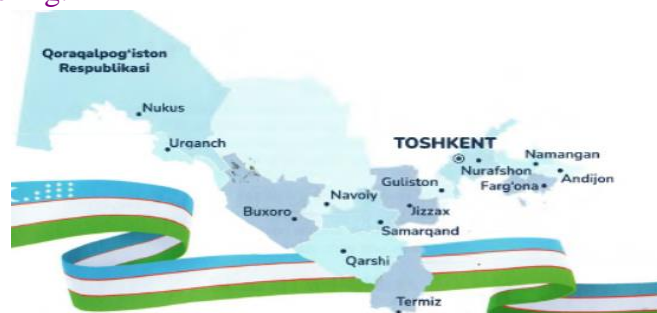 Qoraqalpog‘iston
Respublikasi
Nukus
Urganch
TOSHKENT
Namangan
Nurafshon
Guliston
Farg‘ona
Andijon
Navoiy
Buxoro
Jizzax
Samarqand
Qarshi
Termiz